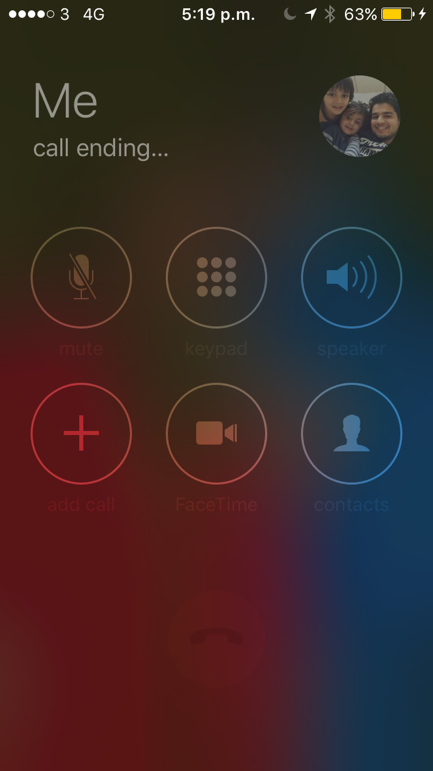 3 4G 5:19 p.m. 63%
Me
call ending...
mute keypad speaker
add call FaceTime contacts